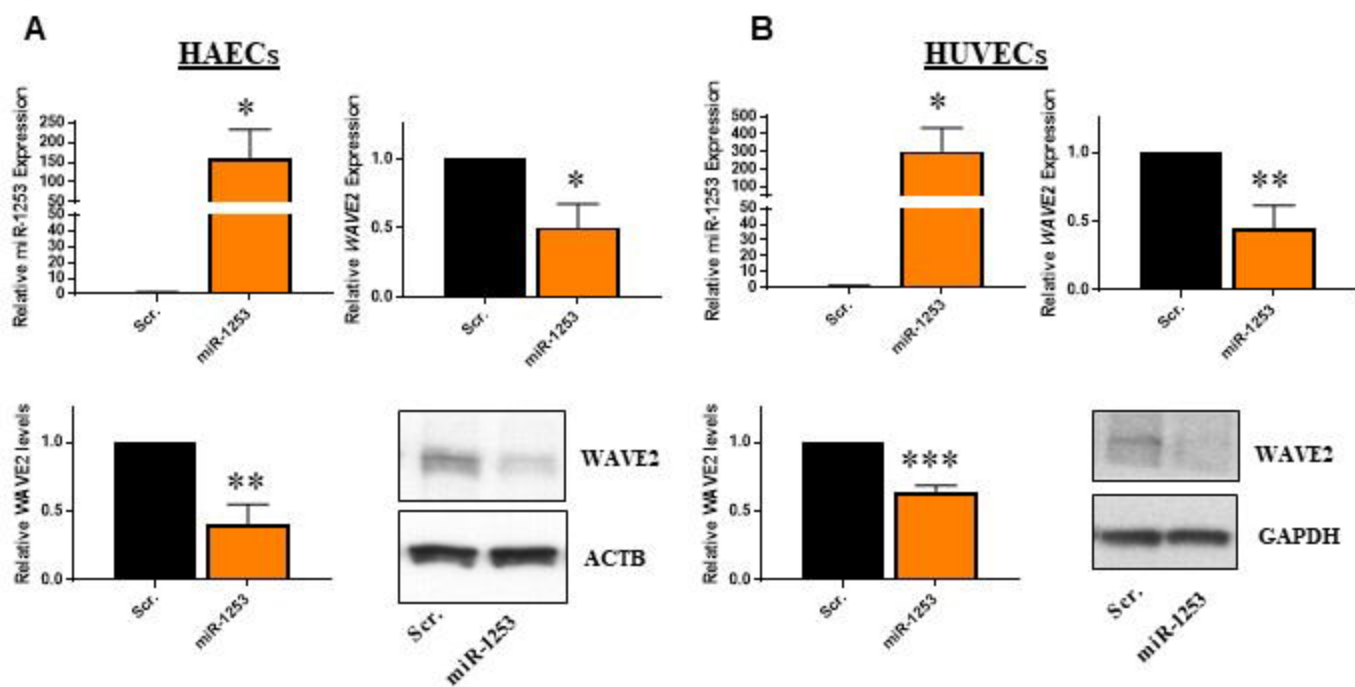 A
HAECs
Relative miR-1253 Expression
250
200
150
100
50
50
40
30
20
10
0
*
Scr.
miR-1253
Relative WAVE2 Expression
1.0
0.5
0.0
*
Scr.
miR-1253
Relative WAVE2 levels
1.0
0.5
0.0
**
Scr.
miR-1253
WAVE2
ACTB
Scr.
miR-1253
B
HUVECs
Relative miR-1253 Expression
500
400
300
200
100
50
40
30
20
10
0
*
Scr.
miR-1253
Relative WAVE2 Expression
1.0
0.5
0.0
**
Scr.
miR-1253
Relative WAVE2 levels
1.0
0.5
0.0
***
Scr.
miR-1253
WAVE2
GAPDH
Scr.
miR-1253